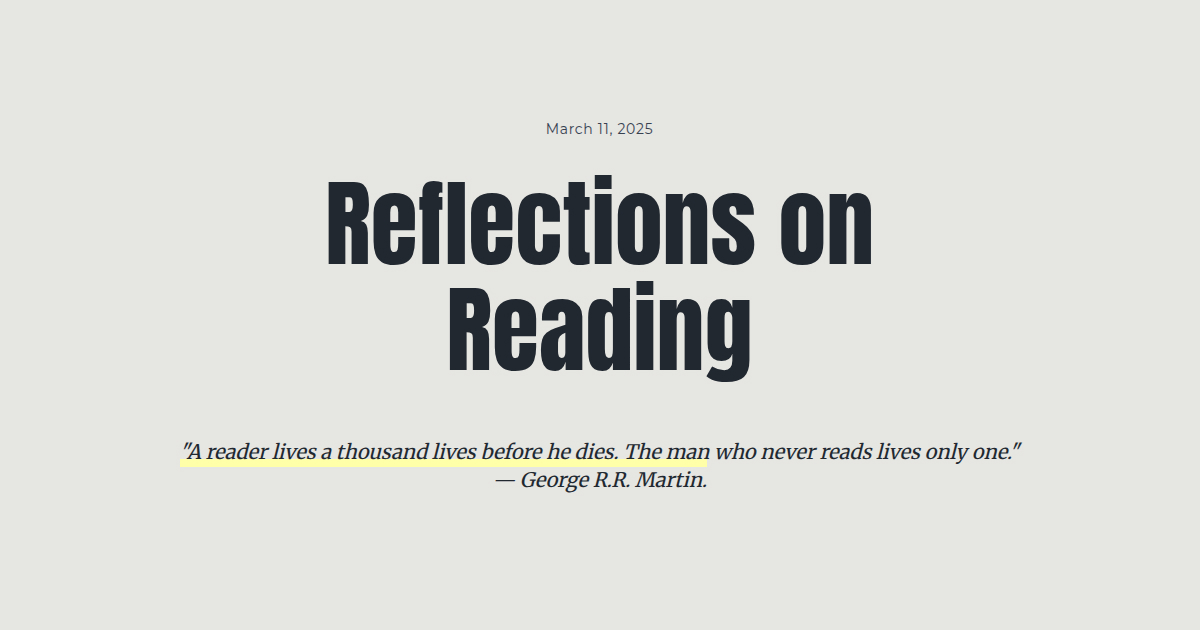 March 11, 2025
Reflections on
Reading
"A reader lives a thousand lives before he dies. The man who never reads lives only one."
— George R.R. Martin.